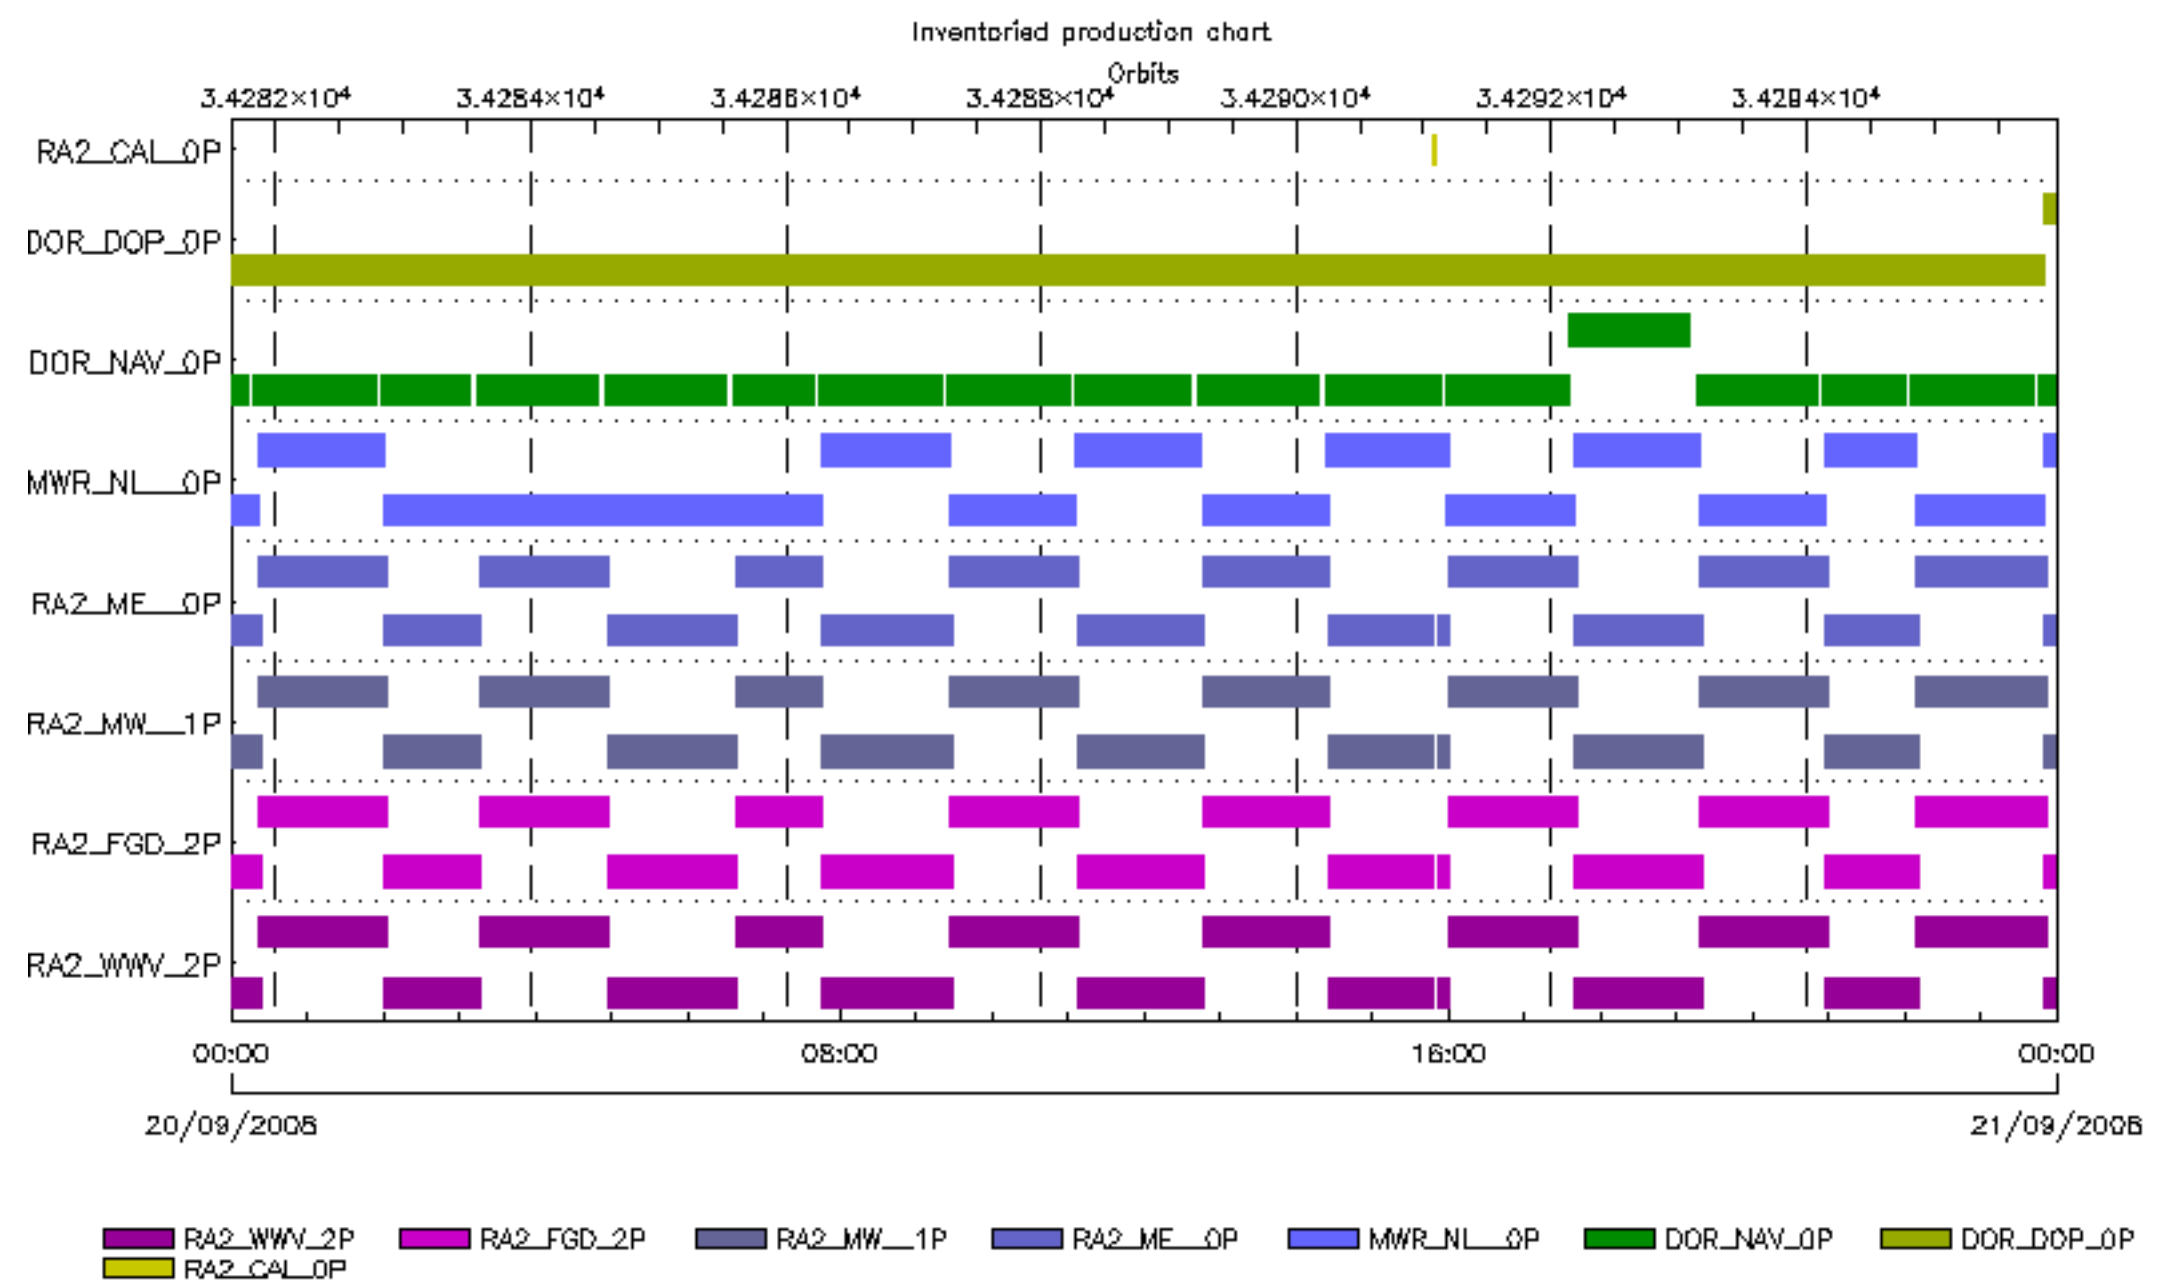 Inventoried production chart
Orbits
3.4282×10⁴ 3.4284×10⁴ 3.4286×10⁴ 3.4288×10⁴ 3.4290×10⁴ 3.4292×10⁴ 3.4294×10⁴
RA2_CAL_0P
DOR_DOP_0P
DOR_NAV_0P
MWR_NL__0P
RA2_ME__0P
RA2_MW__1P
RA2_FGD_2P
RA2_WWV_2P
00:00 08:00 16:00 00:00
20/09/2008 21/09/2008
RA2_WWV_2P RA2_FGD_2P RA2_MW__1P RA2_ME__0P MWR_NL__0P DOR_NAV_0P DOR_DOP_0P
RA2_CAL_0P